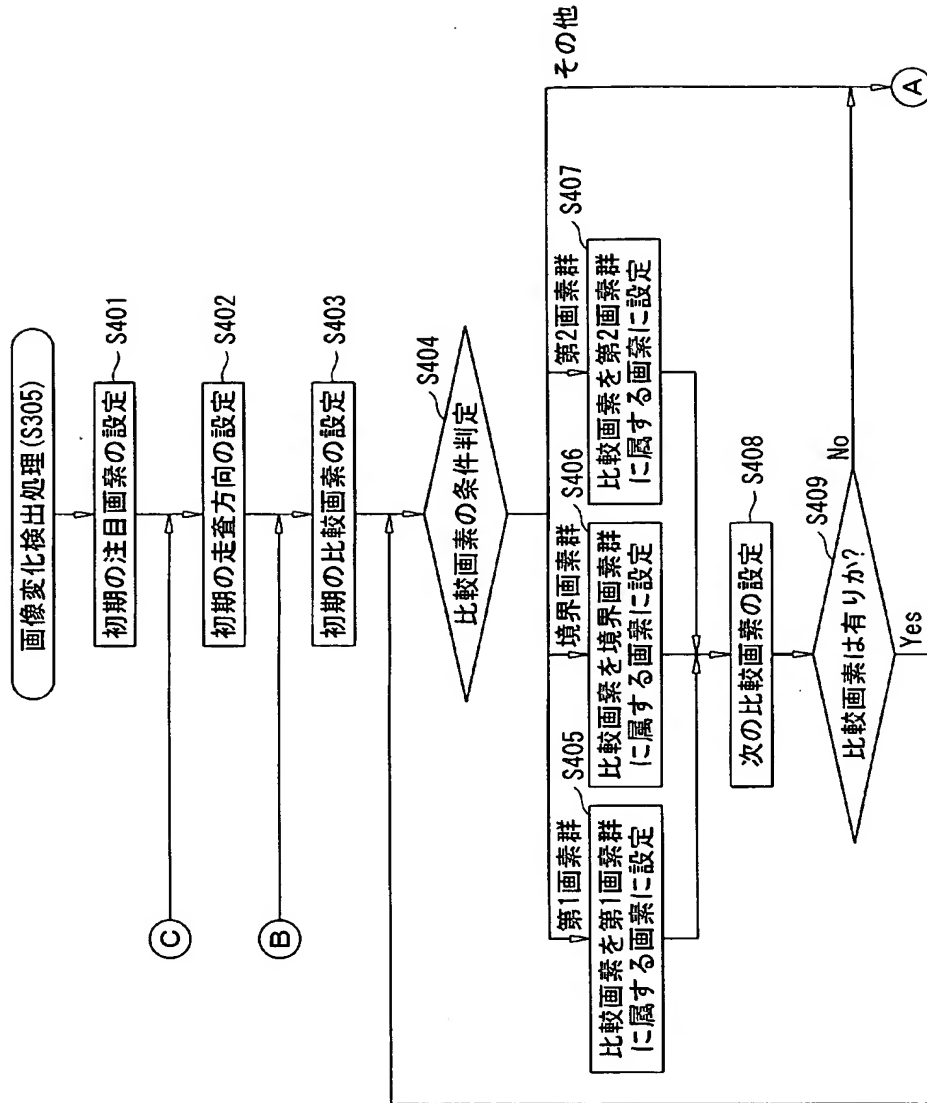 画像変化検出処理(S305)
初期の注目画素の設定
S401
C
初期の走査方向の設定
S402
B
初期の比較画素の設定
S403
比較画素の条件判定
S404
第1画素群
境界画素群
第2画素群
その他
S405
比較画素を第1画素群
に属する画素に設定
S406
比較画素を境界画素群
に属する画素に設定
S407
比較画素を第2画素群
に属する画素に設定
次の比較画素の設定
S408
比較画素は有りか?
S409
No
Yes
A